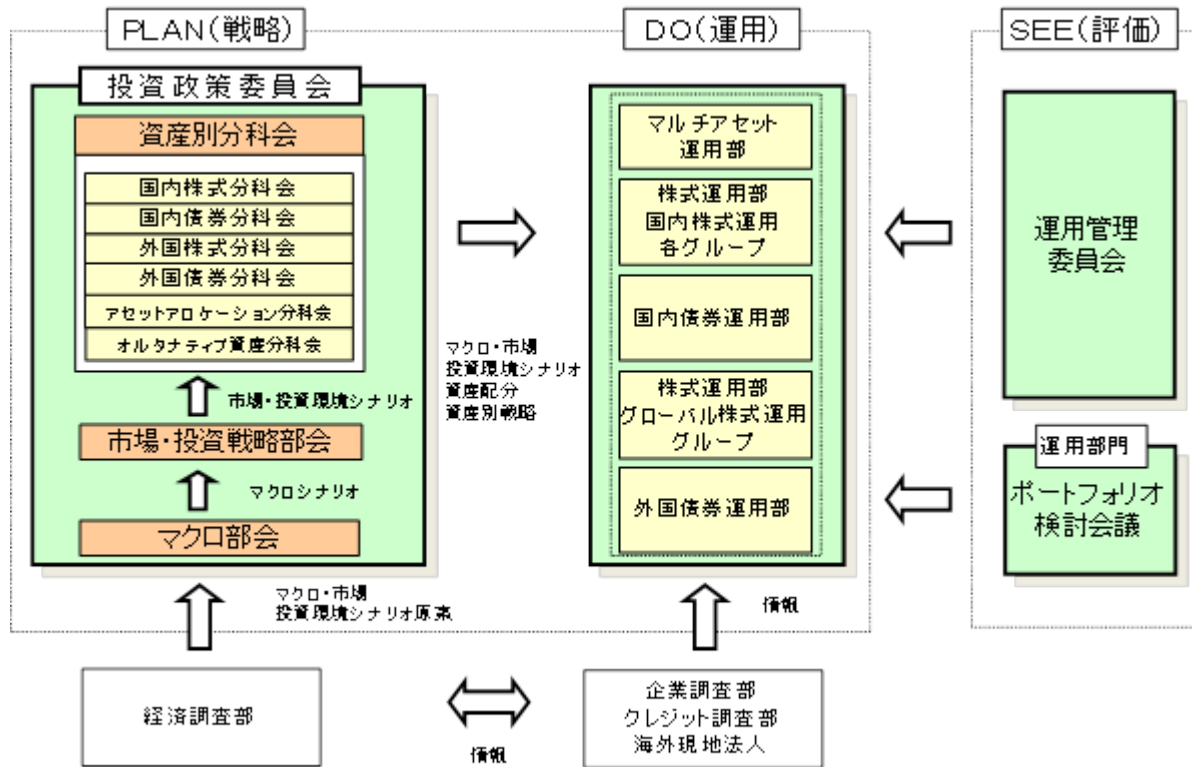 PLAN(戦略)
投資政策委員会
資産別分科会
国内株式分科会
国内債券分科会
外国株式分科会
外国債券分科会
アセットアロケーション分科会
オルタナティブ資産分科会
市場・投資環境シナリオ
市場・投資戦略部会
マクロシナリオ
マクロ部会
マクロ・市場
投資環境シナリオ原案
経済調査部
マクロ・市場
投資環境シナリオ
資産配分
資産別戦略
DO(運用)
マルチアセット
運用部
株式運用部
国内株式運用
各グループ
国内債券運用部
株式運用部
グローバル株式運用
グループ
外国債券運用部
情報
企業調査部
クレジット調査部
海外現地法人
情報
SEE(評価)
運用管理
委員会
運用部門
ポートフォリオ
検討会議